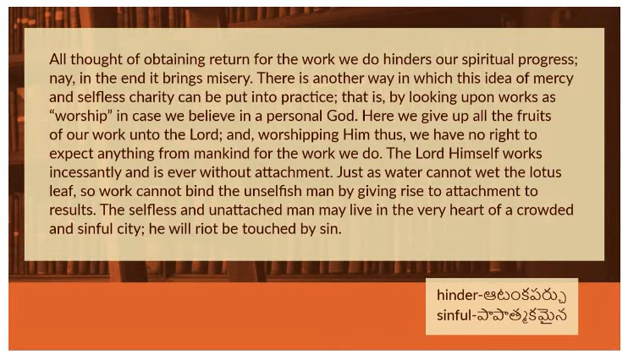 All thought of obtaining return for the work we do hinders our spiritual progress;
nay, in the end it brings misery. There is another way in which this idea of mercy
and selfless charity can be put into practice; that is, by looking upon works as
“worship” in case we believe in a personal God. Here we give up all the fruits
of our work unto the Lord; and, worshipping Him thus, we have no right to
expect anything from mankind for the work we do. The Lord Himself works
incessantly and is ever without attachment. Just as water cannot wet the lotus
leaf, so work cannot bind the unselfish man by giving rise to attachment to
results. The selfless and unattached man may live in the very heart of a crowded
and sinful city; he will riot be touched by sin.
hinder-ఆటంకపర్చు
sinful-పాపాత్మకమైన